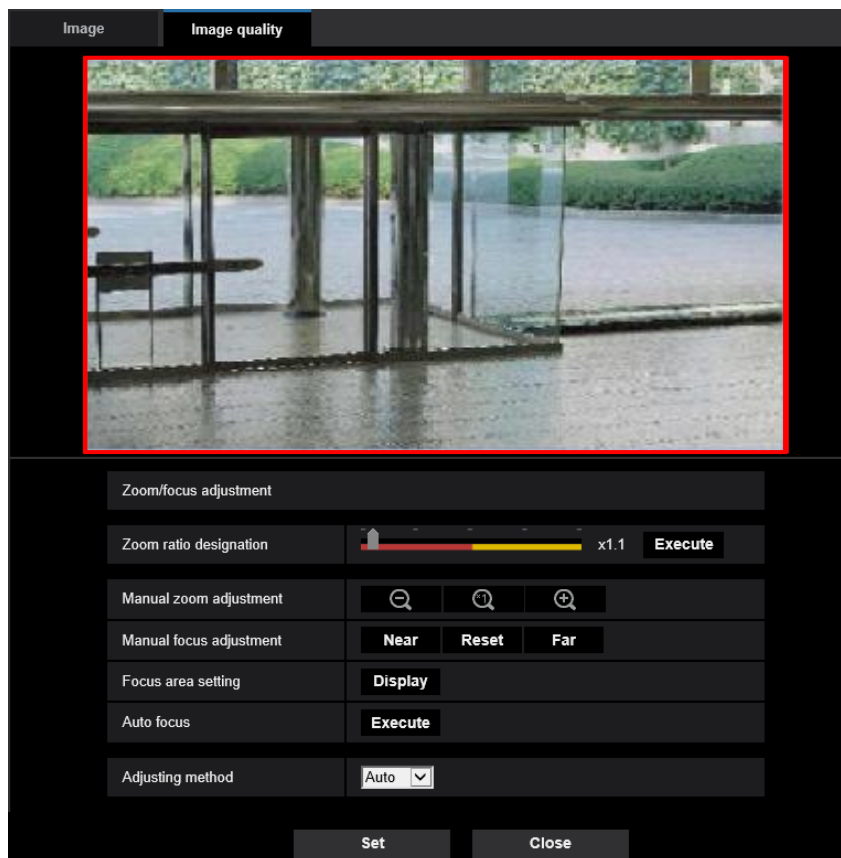 Image Image quality
Zoom/focus adjustment
Zoom ratio designation x1.1 Execute
Manual zoom adjustment ×1
Manual focus adjustment Near Reset Far
Focus area setting Display
Auto focus Execute
Adjusting method Auto
Set Close